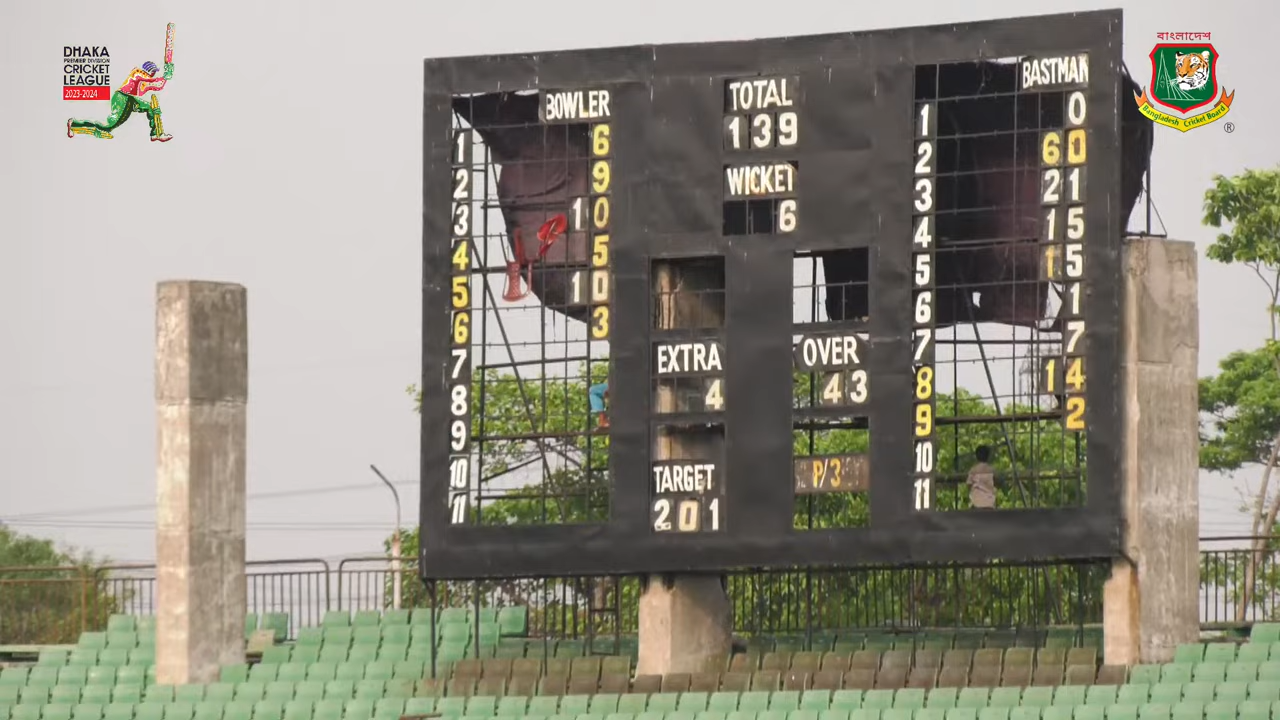 DHAKA
PREMIER DIVISION
CRICKET
LEAGUE
2023-2024
বাংলাদেশ
Bangladesh Cricket Board
®
BOWLER
1 6
2 9
3 10
4 5
5 10
6 3
7
8
9
10
11
TOTAL
139
WICKET
6
EXTRA
4
OVER
43
TARGET
201
P/3
BASTMAN
1 0
2 60
3 21
4 15
5 15
6 1
7 7
8 14
9 2
10
11